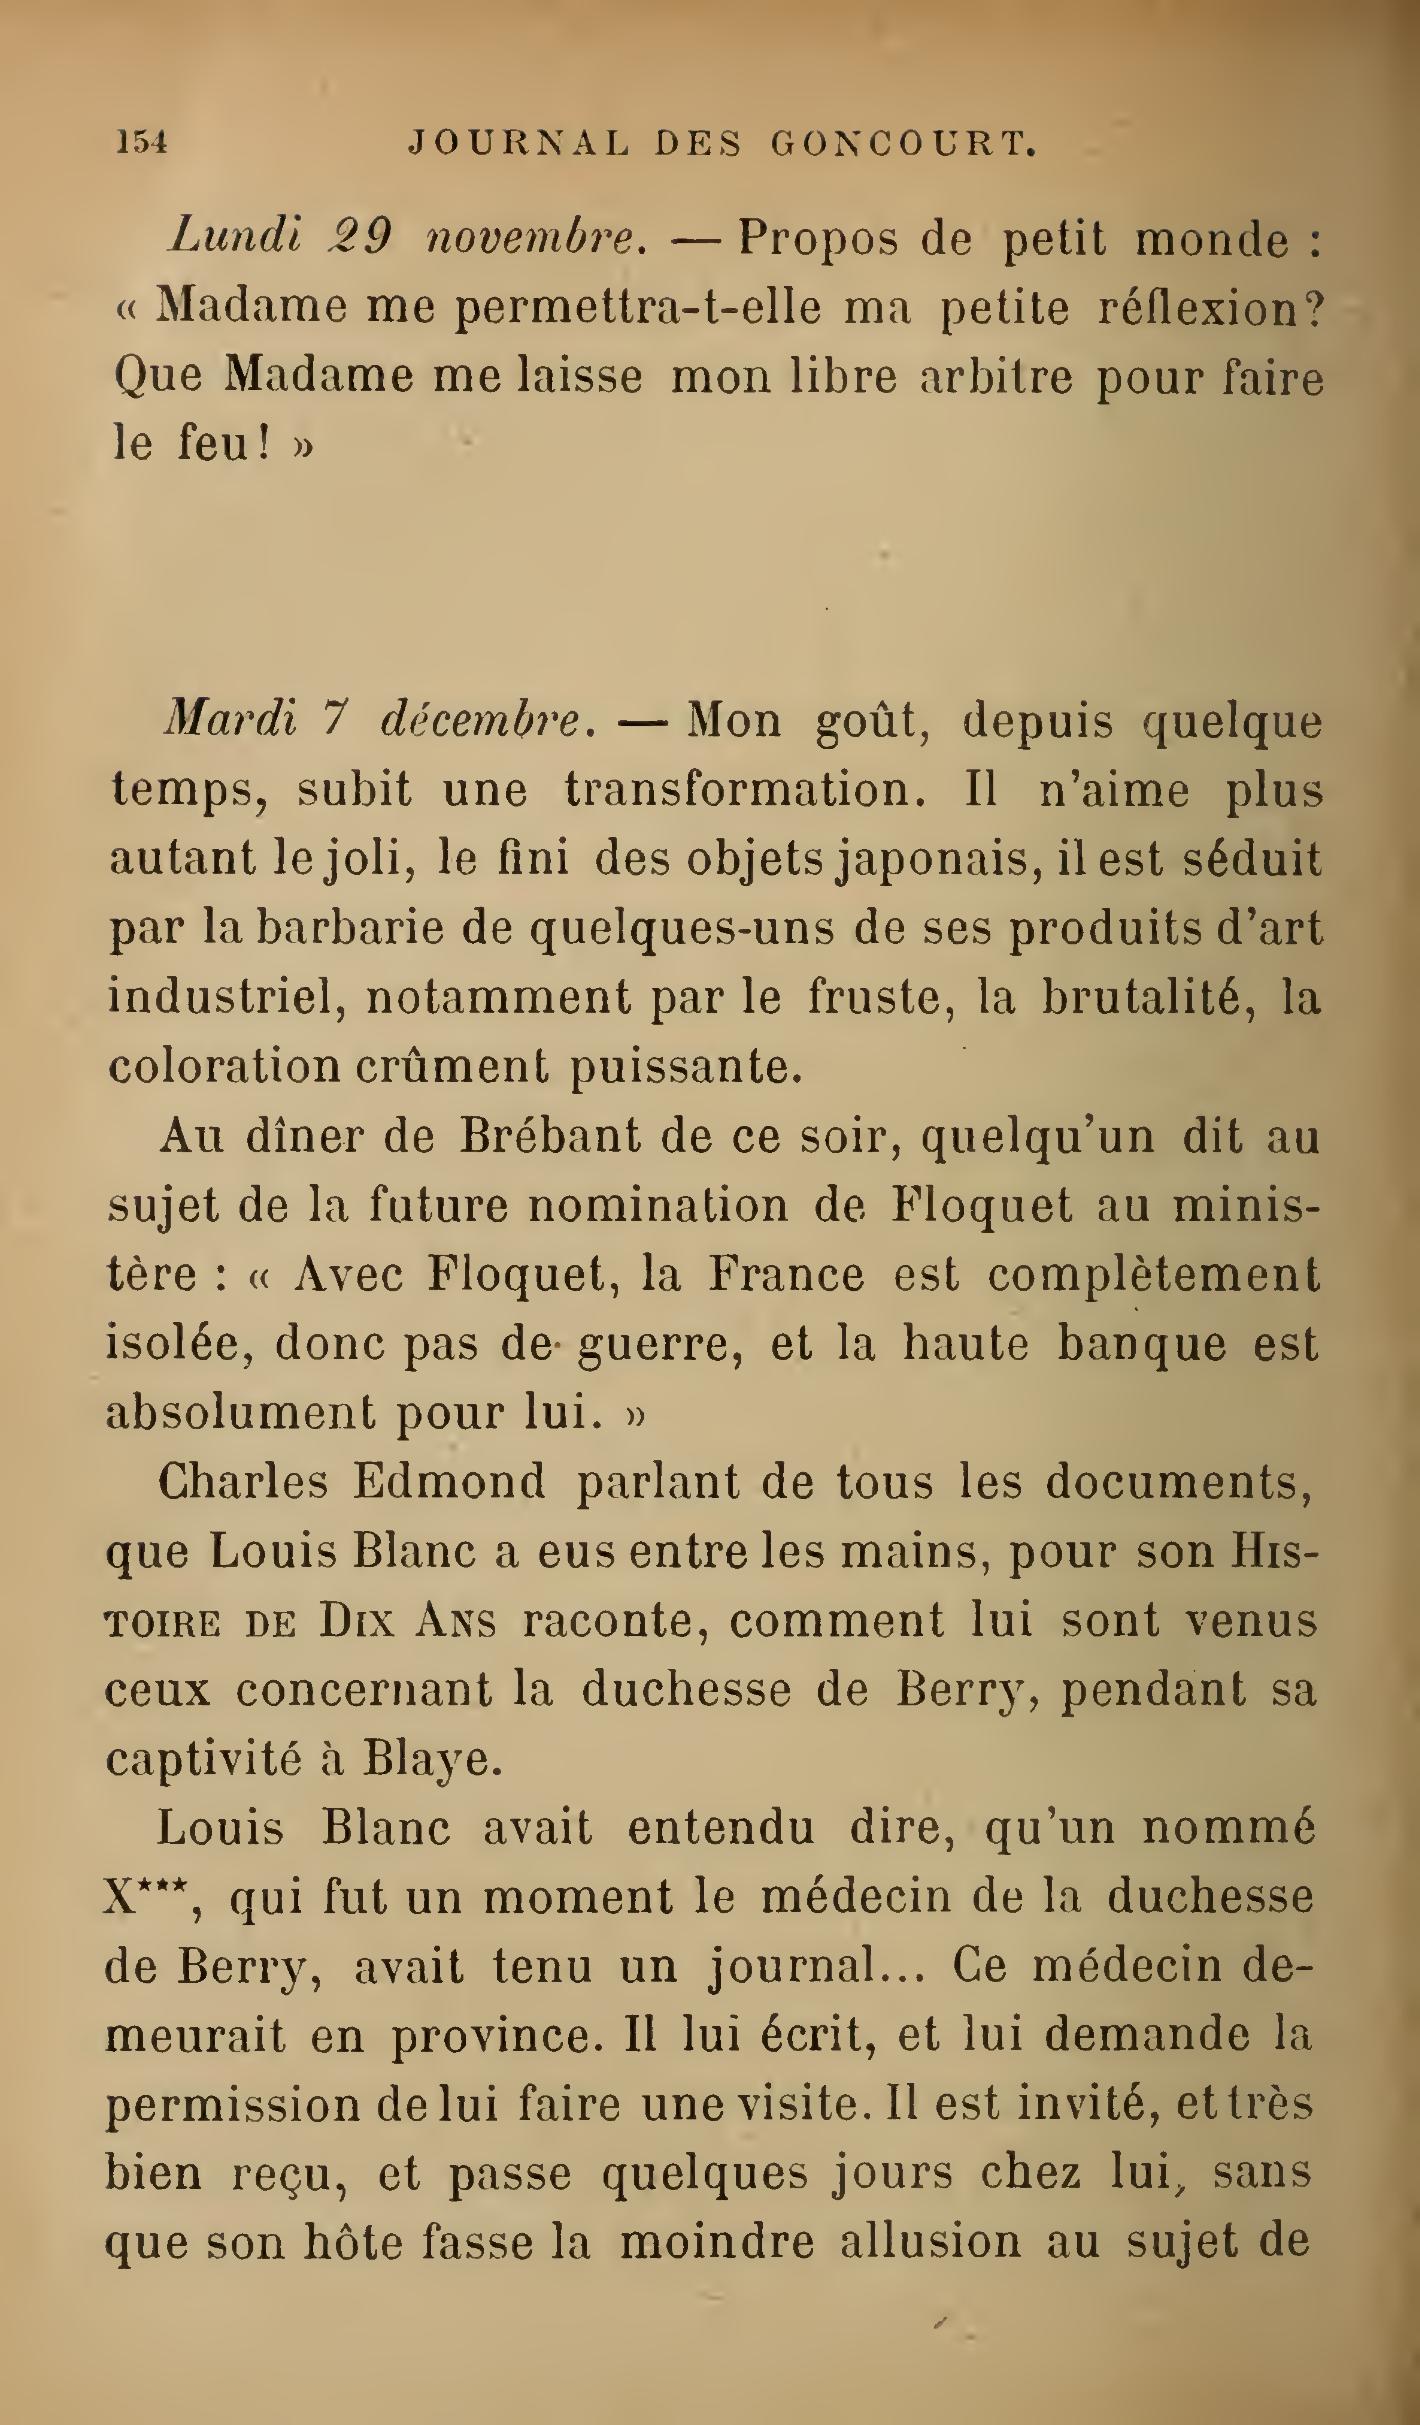 154 JOURNAL DES GONCOURT.
Lundi 29 novembre. — Propos de petit monde :
« Madame me permettra-t-elle ma petite réflexion?
Que Madame me laisse mon libre arbitre pour faire
le feu! »
Mardi 7 décembre. — Mon goût, depuis quelque
temps, subit une transformation. Il n'aime plus
autant le joli, le fini des objets japonais, il est séduit
par la barbarie de quelques-uns de ses produits d'art
industriel, notamment par le fruste, la brutalité, la
coloration crûment puissante.
Au dîner de Brébant de ce soir, quelqu'un dit au
sujet de la future nomination de Floquet au minis-
tère : « Avec Floquet, la France est complètement
isolée, donc pas de guerre, et la haute banque est
absolument pour lui. »
Charles Edmond parlant de tous les documents,
que Louis Blanc a eus entre les mains, pour son HIS-
TOIRE DE DIX ANS raconte, comment lui sont venus
ceux concernant la duchesse de Berry, pendant sa
captivité à Blaye.
Louis Blanc avait entendu dire, qu'un nommé
X***, qui fut un moment le médecin de la duchesse
de Berry, avait tenu un journal... Ce médecin de-
meurait en province. Il lui écrit, et lui demande la
permission de lui faire une visite. Il est invité, et très
bien reçu, et passe quelques jours chez lui, sans
que son hôte fasse la moindre allusion au sujet de